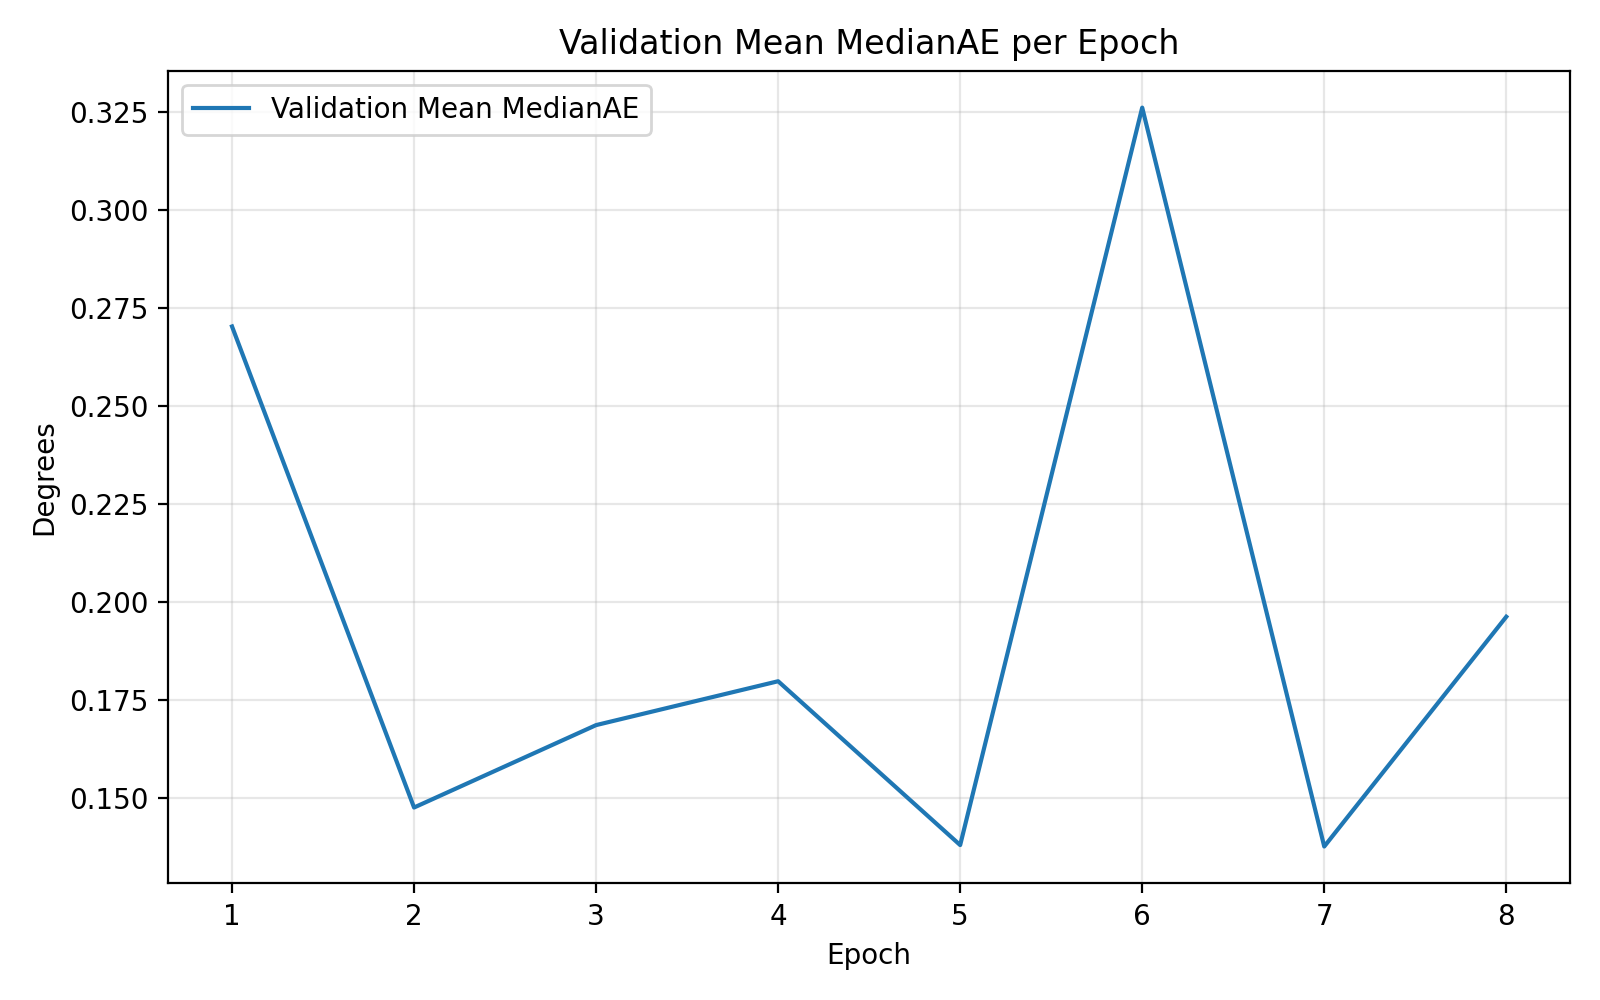 Validation Mean MedianAE per Epoch
Validation Mean MedianAE
0.325
0.300
0.275
0.250
0.225
0.200
0.175
0.150
Degrees
1 2 3 4 5 6 7 8
Epoch